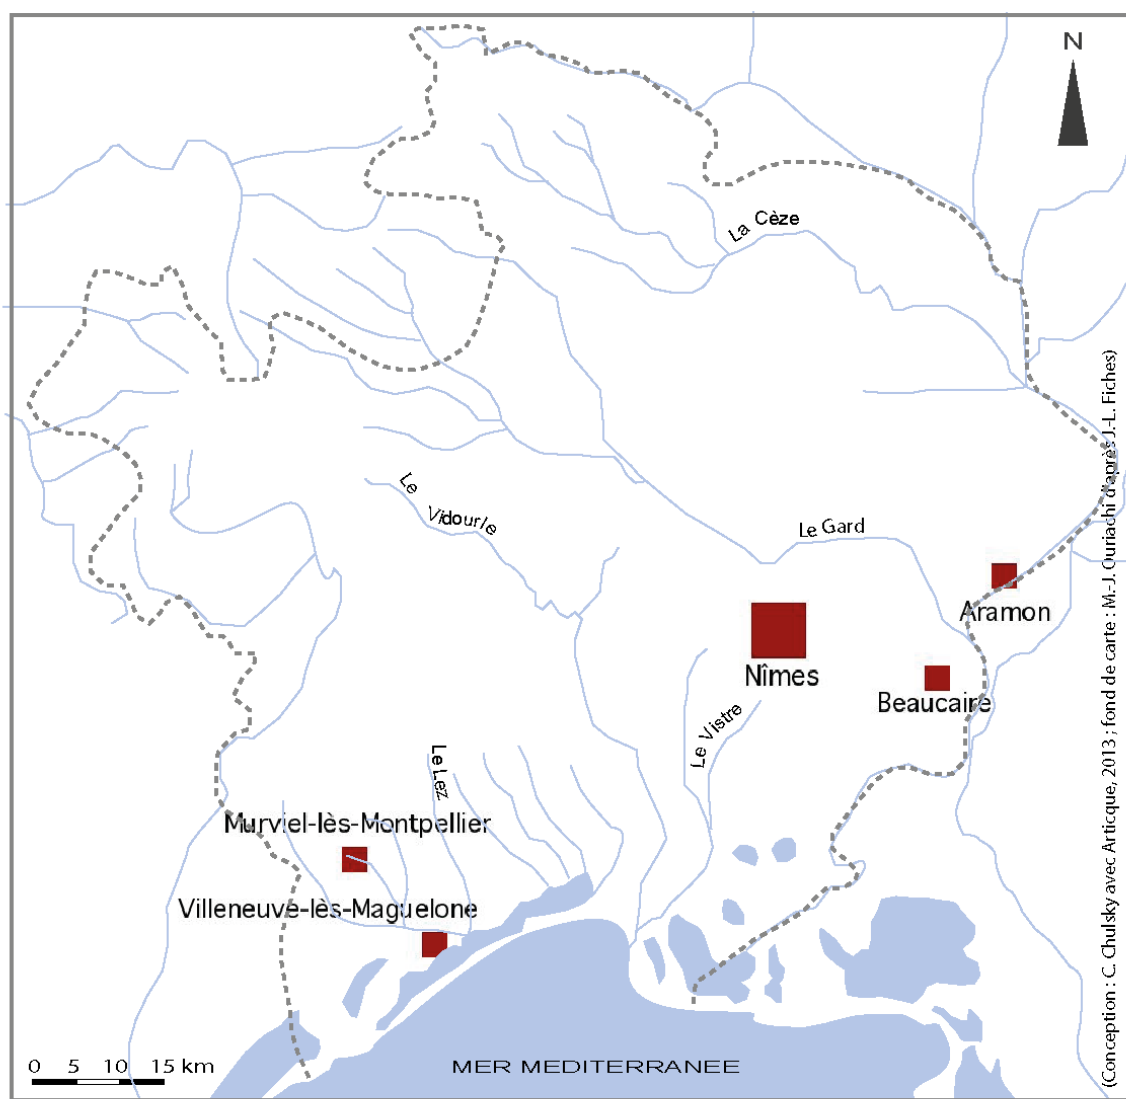 N
La Cèze
Le Vidourle
Le Gard
Aramon
Nîmes
Beaucaire
Le Vistre
Le Lez
Murviel-lès-Montpellier
Villeneuve-lès-Maguelone
0 5 10 15 km
MER MEDITERRANEE
(Conception : C. Chulsky avec Articque, 2013 ; fond de carte : M.-J. Ouriachi d'après J.-L. Fiches)